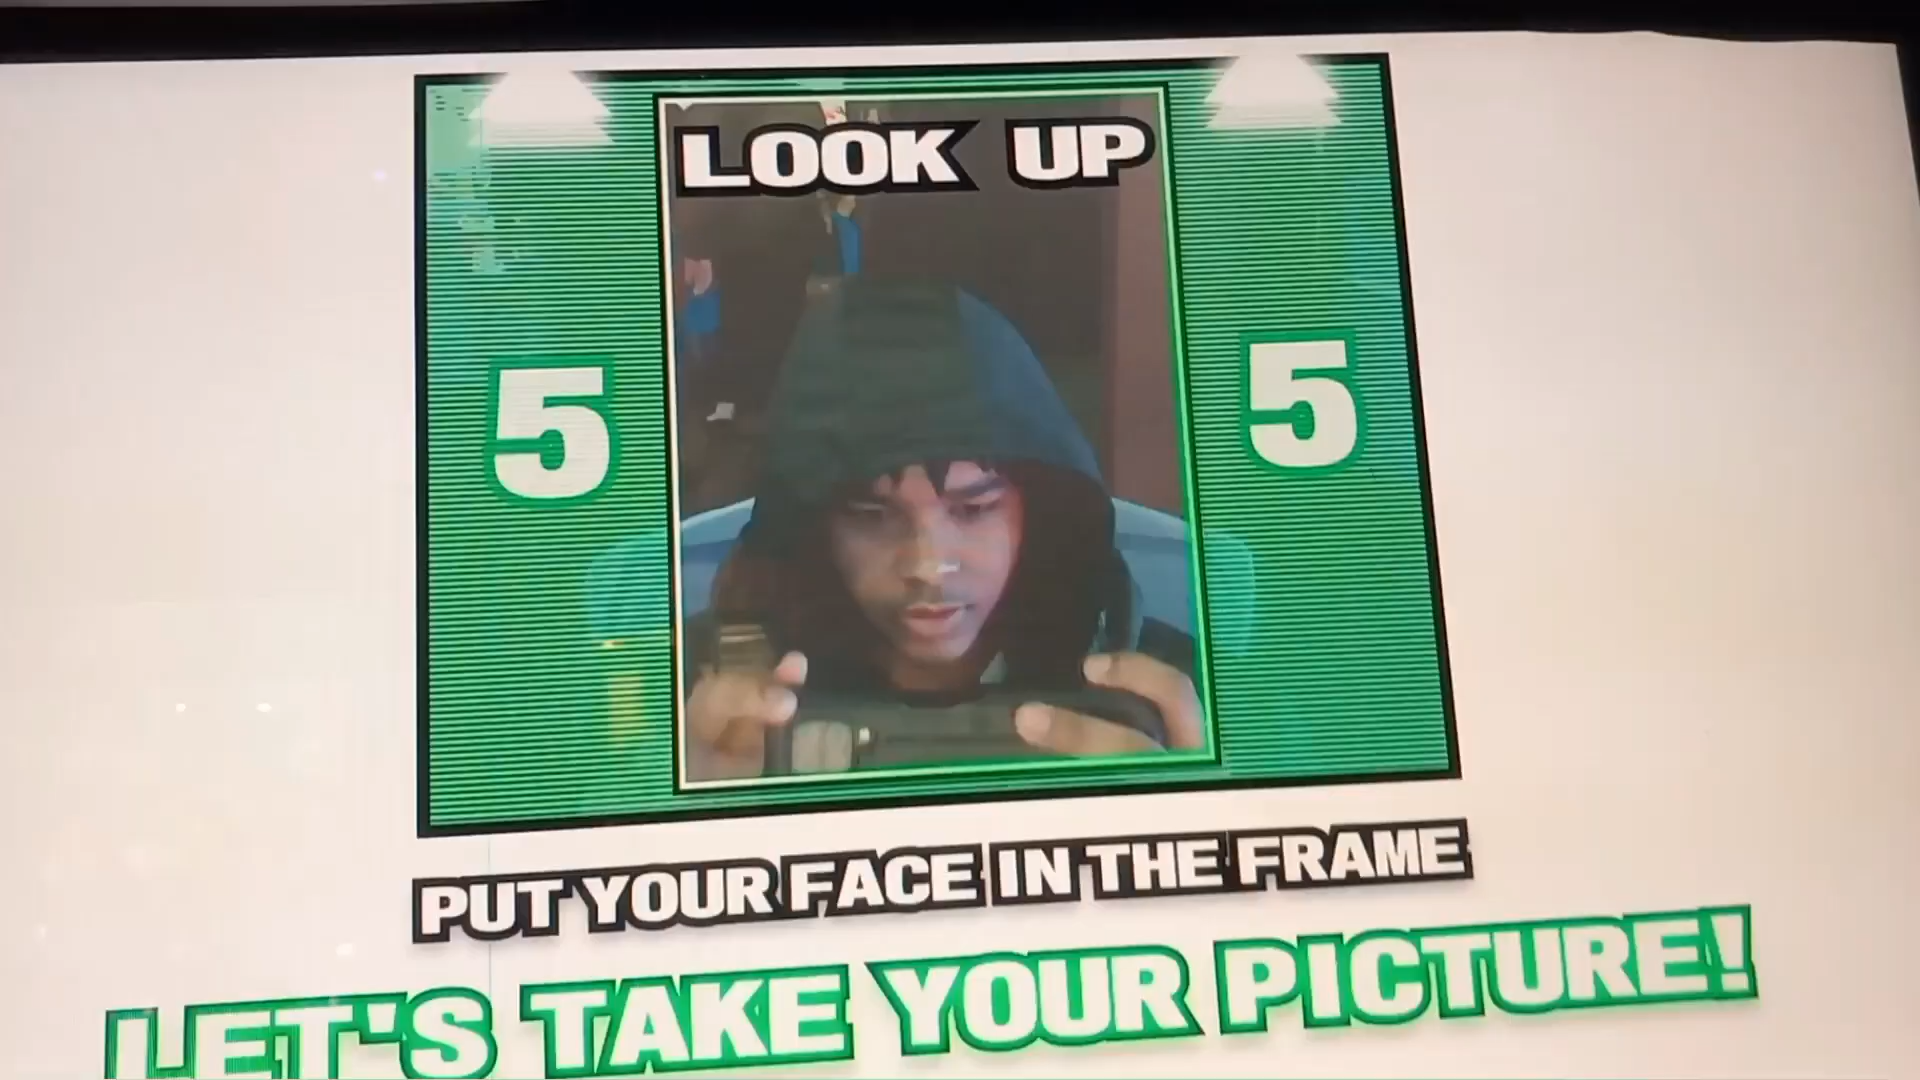 LOOK UP
5 5
PUT YOUR FACE IN THE FRAME
LET'S TAKE YOUR PICTURE!